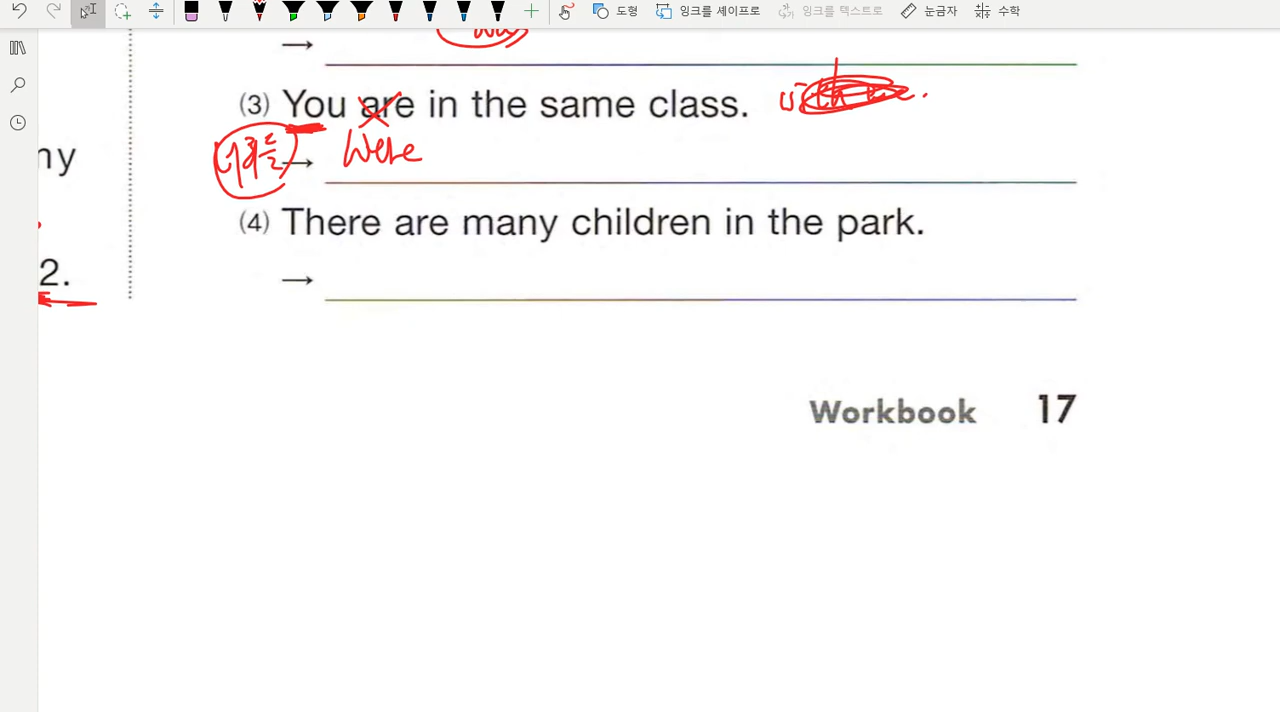 도형 잉크를 셰이프로 잉크를 텍스트로 눈금자 수학
was
→
(3) You are in the same class.
너희들 → were
ny
(4) There are many children in the park.
→
2.
Workbook 17